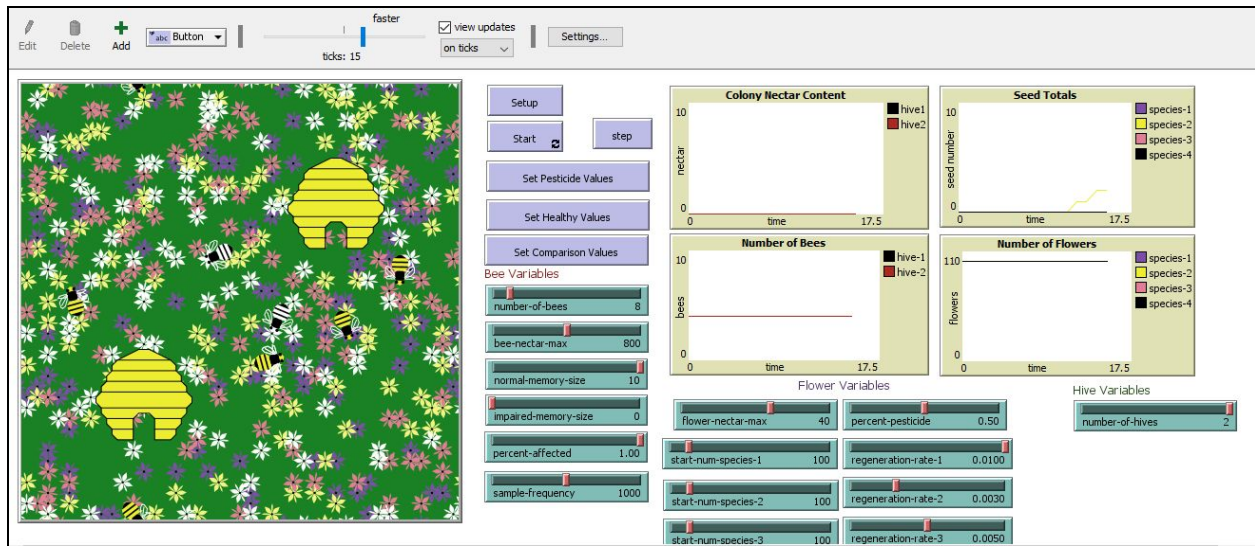 faster
view updates
Edit
Delete
Add
abc Button
ticks: 15
on ticks
Settings...
Setup
Start
step
Set Pesticide Values
Set Healthy Values
Set Comparison Values
Bee Variables
number-of-bees 8
bee-nectar-max 800
normal-memory-size 10
impaired-memory-size 0
percent-affected 1.00
sample-frequency 1000
Colony Nectar Content
10
nectar
0
0 time 17.5
hive1
hive2
Seed Totals
10
seed number
0
0 time 17.5
species-1
species-2
species-3
species-4
Number of Bees
10
bees
0
0 time 17.5
hive-1
hive-2
Number of Flowers
110
flowers
0
0 time 17.5
species-1
species-2
species-3
species-4
Flower Variables
flower-nectar-max 40
percent-pesticide 0.50
start-num-species-1 100
regeneration-rate-1 0.0100
start-num-species-2 100
regeneration-rate-2 0.0030
start-num-species-3 100
regeneration-rate-3 0.0050
Hive Variables
number-of-hives 2